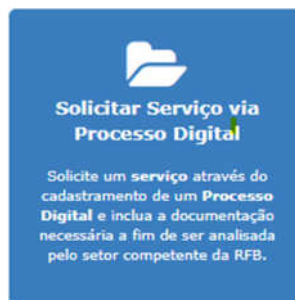 Solicitar Serviço via
Processo Digital
Solicite um serviço através do
cadastramento de um Processo
Digital e inclua a documentação
necessária a fim de ser analisada
pelo setor competente da RFB.